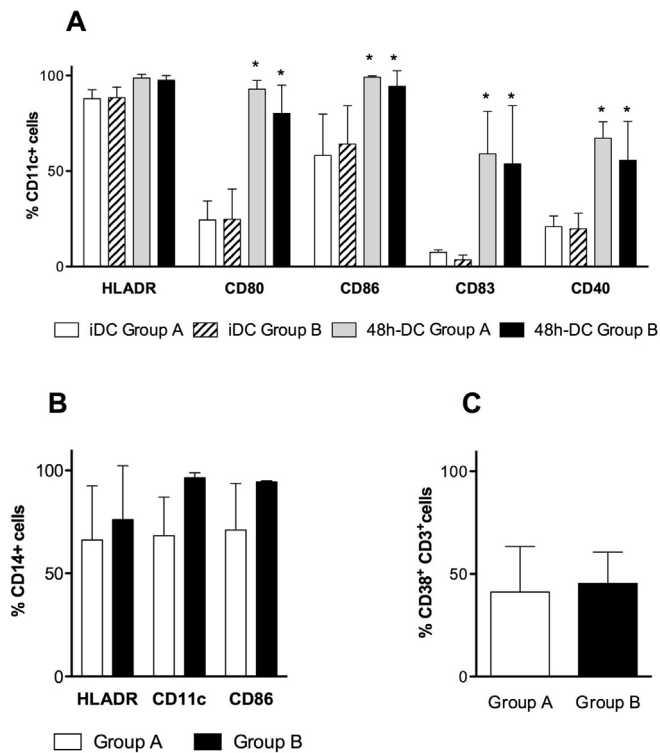 A
% CD11c+ cells
100
50
0
* * * * * * * *
HLADR CD80 CD86 CD83 CD40
iDC Group A iDC Group B 48h-DC Group A 48h-DC Group B
B
% CD14+ cells
100
50
0
HLADR CD11c CD86
Group A Group B
C
% CD38+ CD3+cells
100
50
0
Group A Group B